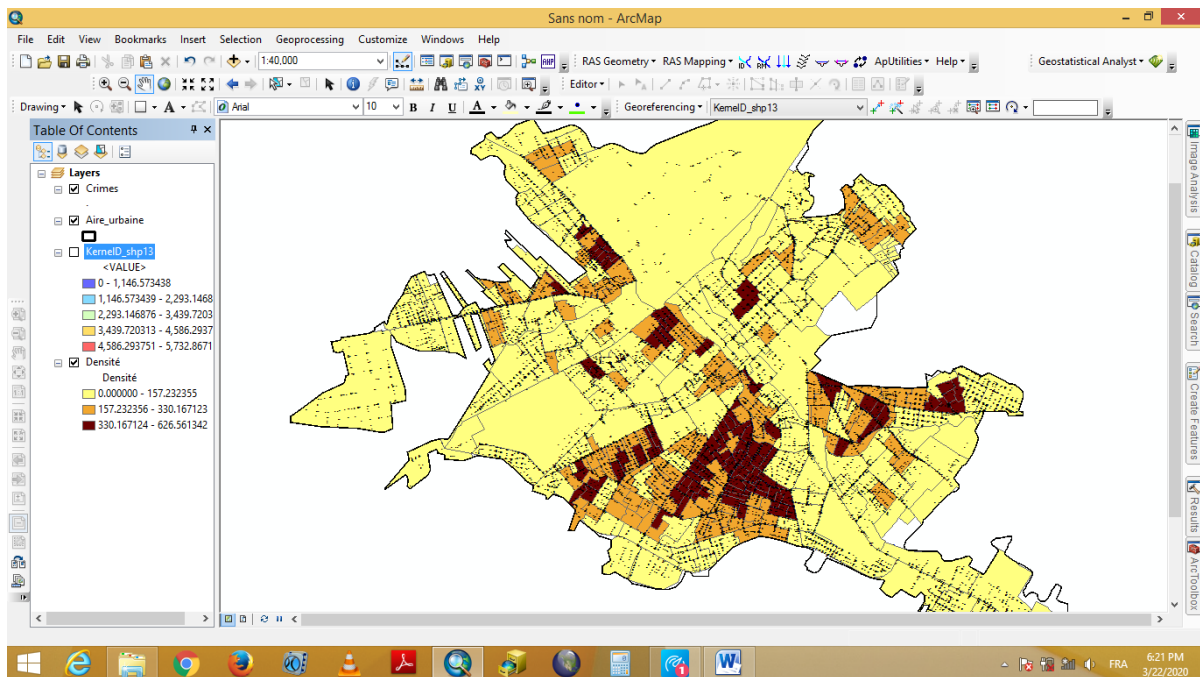 Sans nom - ArcMap
File Edit View Bookmarks Insert Selection Geoprocessing Customize Windows Help
1:40,000 RAS Geometry RAS Mapping ApUtilities Help Geostatistical Analyst
Editor
Drawing A Arial 10 B I U A Georeferencing KernelD_shp13
Table Of Contents
Layers
Crimes
Aire_urbaine
KernelD_shp13
<VALUE>
0 - 1,146.573438
1,146.573439 - 2,293.1468
2,293.146876 - 3,439.7203
3,439.720313 - 4,586.2937
4,586.293751 - 5,732.8671
Densité
Densité
0.000000 - 157.232355
157.232356 - 330.167123
330.167124 - 626.561342
Image Analysis
Catalog
Search
Create Features
Results
ArcToolbox
FRA
6:21 PM
3/22/2020